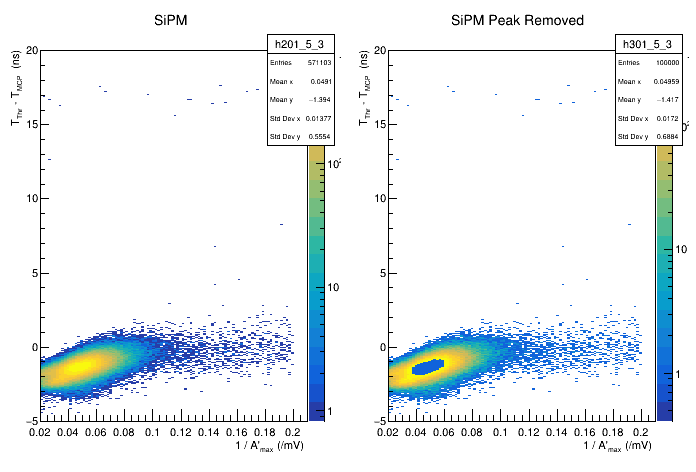 SiPM
h201_5_3
Entries 571103
Mean x 0.0491
Mean y −1.394
Std Dev x 0.01377
Std Dev y 0.5554
T_Thr - T_MCP (ns)
20
15
10
5
0
−5
0.02 0.04 0.06 0.08 0.1 0.12 0.14 0.16 0.18 0.2
1 / A'_max (/mV)
10
1
SiPM Peak Removed
h301_5_3
Entries 100000
Mean x 0.04959
Mean y −1.417
Std Dev x 0.0172
Std Dev y 0.6884
T_Thr - T_MCP (ns)
20
15
10
5
0
−5
0.02 0.04 0.06 0.08 0.1 0.12 0.14 0.16 0.18 0.2
1 / A'_max (/mV)
10
1